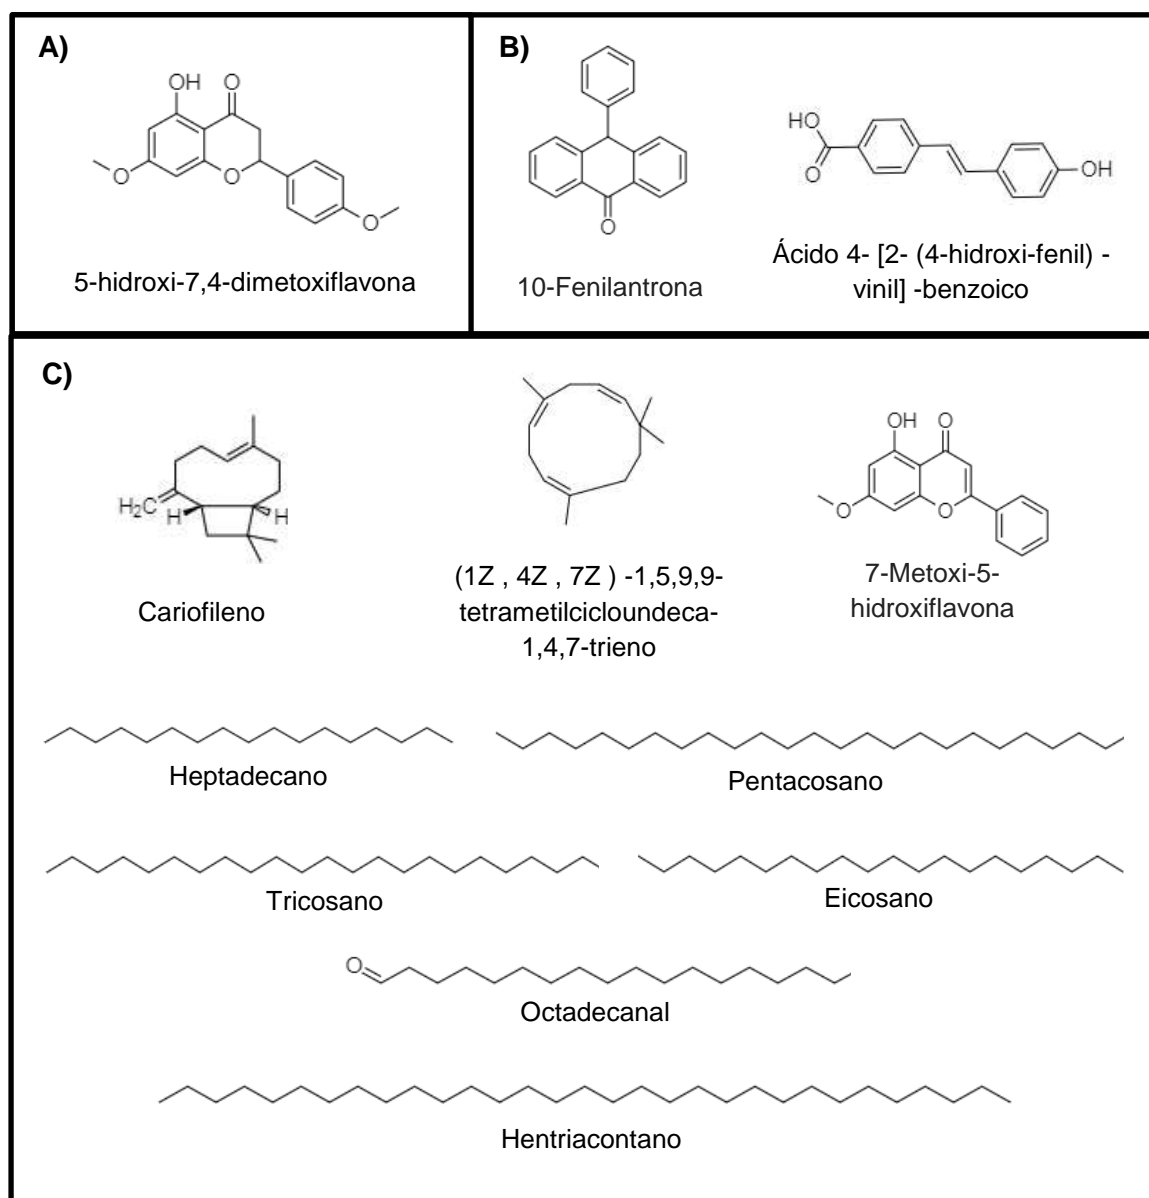 A)
OH
O
O
O
O
5-hidroxi-7,4-dimetoxiflavona
B)
O
10-Fenilantrona
HO
O
OH
Ácido 4- [2- (4-hidroxi-fenil) -
vinil] -benzoico
C)
H₂C
H
H
Cariofileno
(1Z , 4Z , 7Z ) -1,5,9,9-
tetrametilcicloundeca-
1,4,7-trieno
OH
O
O
O
7-Metoxi-5-
hidroxiflavona
Heptadecano
Pentacosano
Tricosano
Eicosano
O
Octadecanal
Hentriacontano